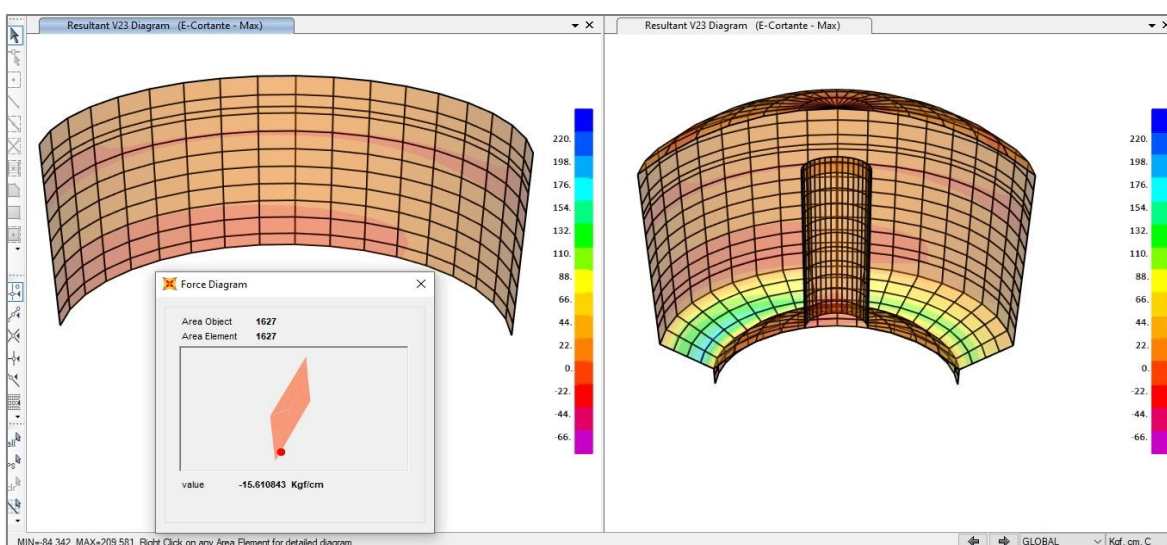 Resultant V23 Diagram (E-Cortante - Max)
Resultant V23 Diagram (E-Cortante - Max)
220.
198.
176.
154.
132.
110.
88.
66.
44.
22.
0.
-22.
-44.
-66.
220.
198.
176.
154.
132.
110.
88.
66.
44.
22.
0.
-22.
-44.
-66.
Force Diagram
Area Object 1627
Area Element 1627
value -15.610843 Kgf/cm
all
MIN=-84.342, MAX=209.581, Right Click on any Area Element for detailed diagram
GLOBAL
Kgf, cm, C